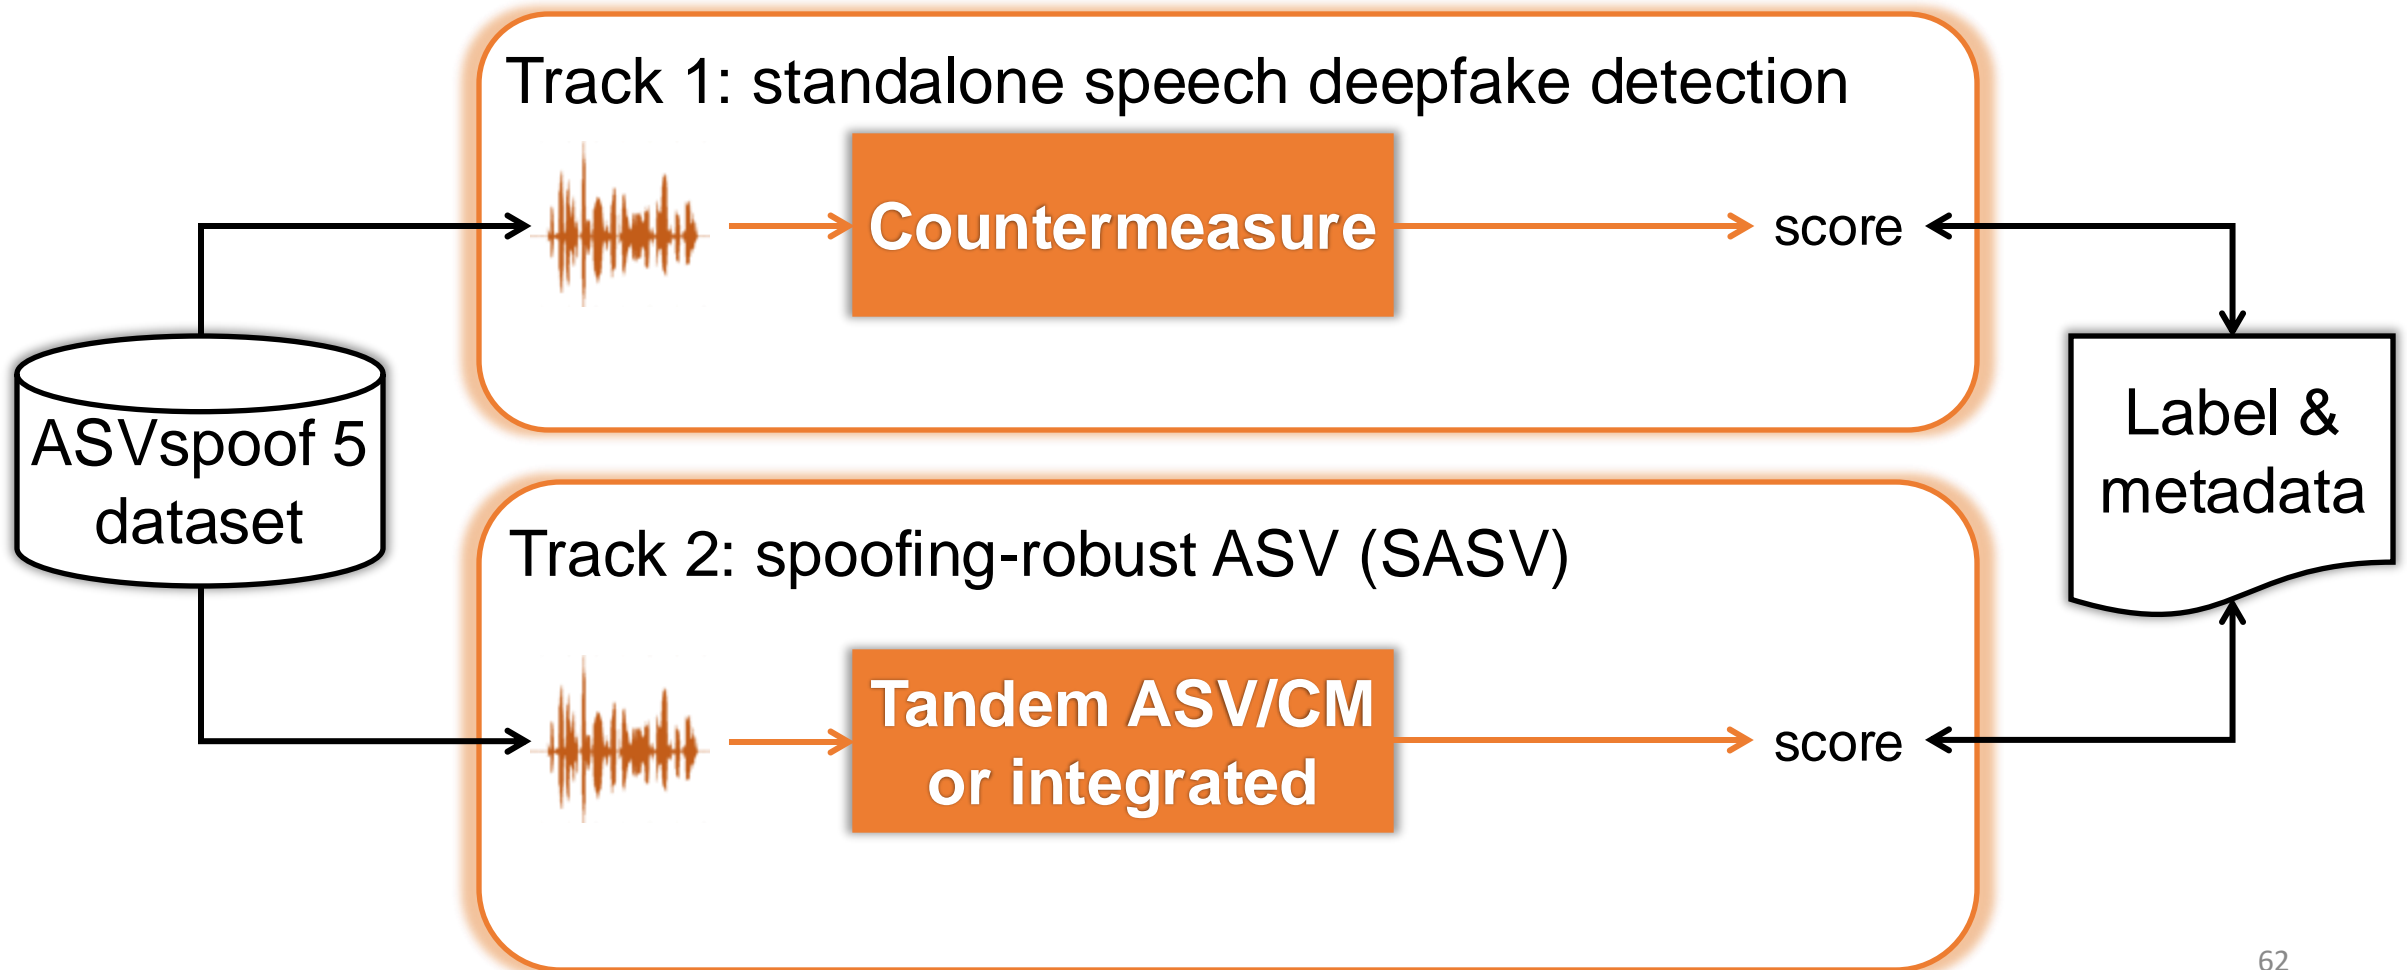 Track 1: standalone speech deepfake detection
Countermeasure
score
ASVspoof 5
dataset
Label &
metadata
Track 2: spoofing-robust ASV (SASV)
Tandem ASV/CM
or integrated
score
62